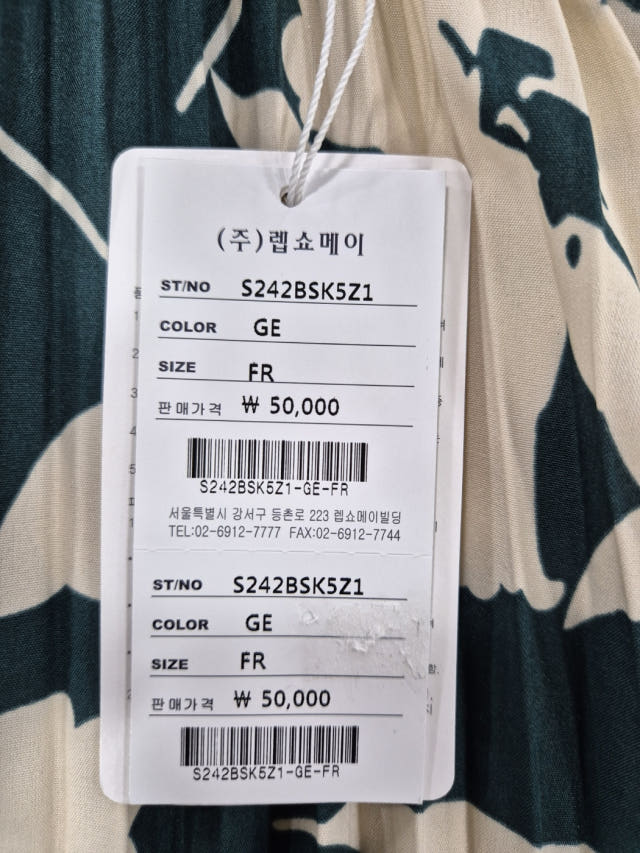 (주)렙쇼메이
ST/NO S242BSK5Z1
COLOR GE
SIZE FR
판매가격 ₩ 50,000
S242BSK5Z1-GE-FR
서울특별시 강서구 등촌로 223 렙쇼메이빌딩
TEL:02-6912-7777 FAX:02-6912-7744
ST/NO S242BSK5Z1
COLOR GE
SIZE FR
판매가격 ₩ 50,000
S242BSK5Z1-GE-FR